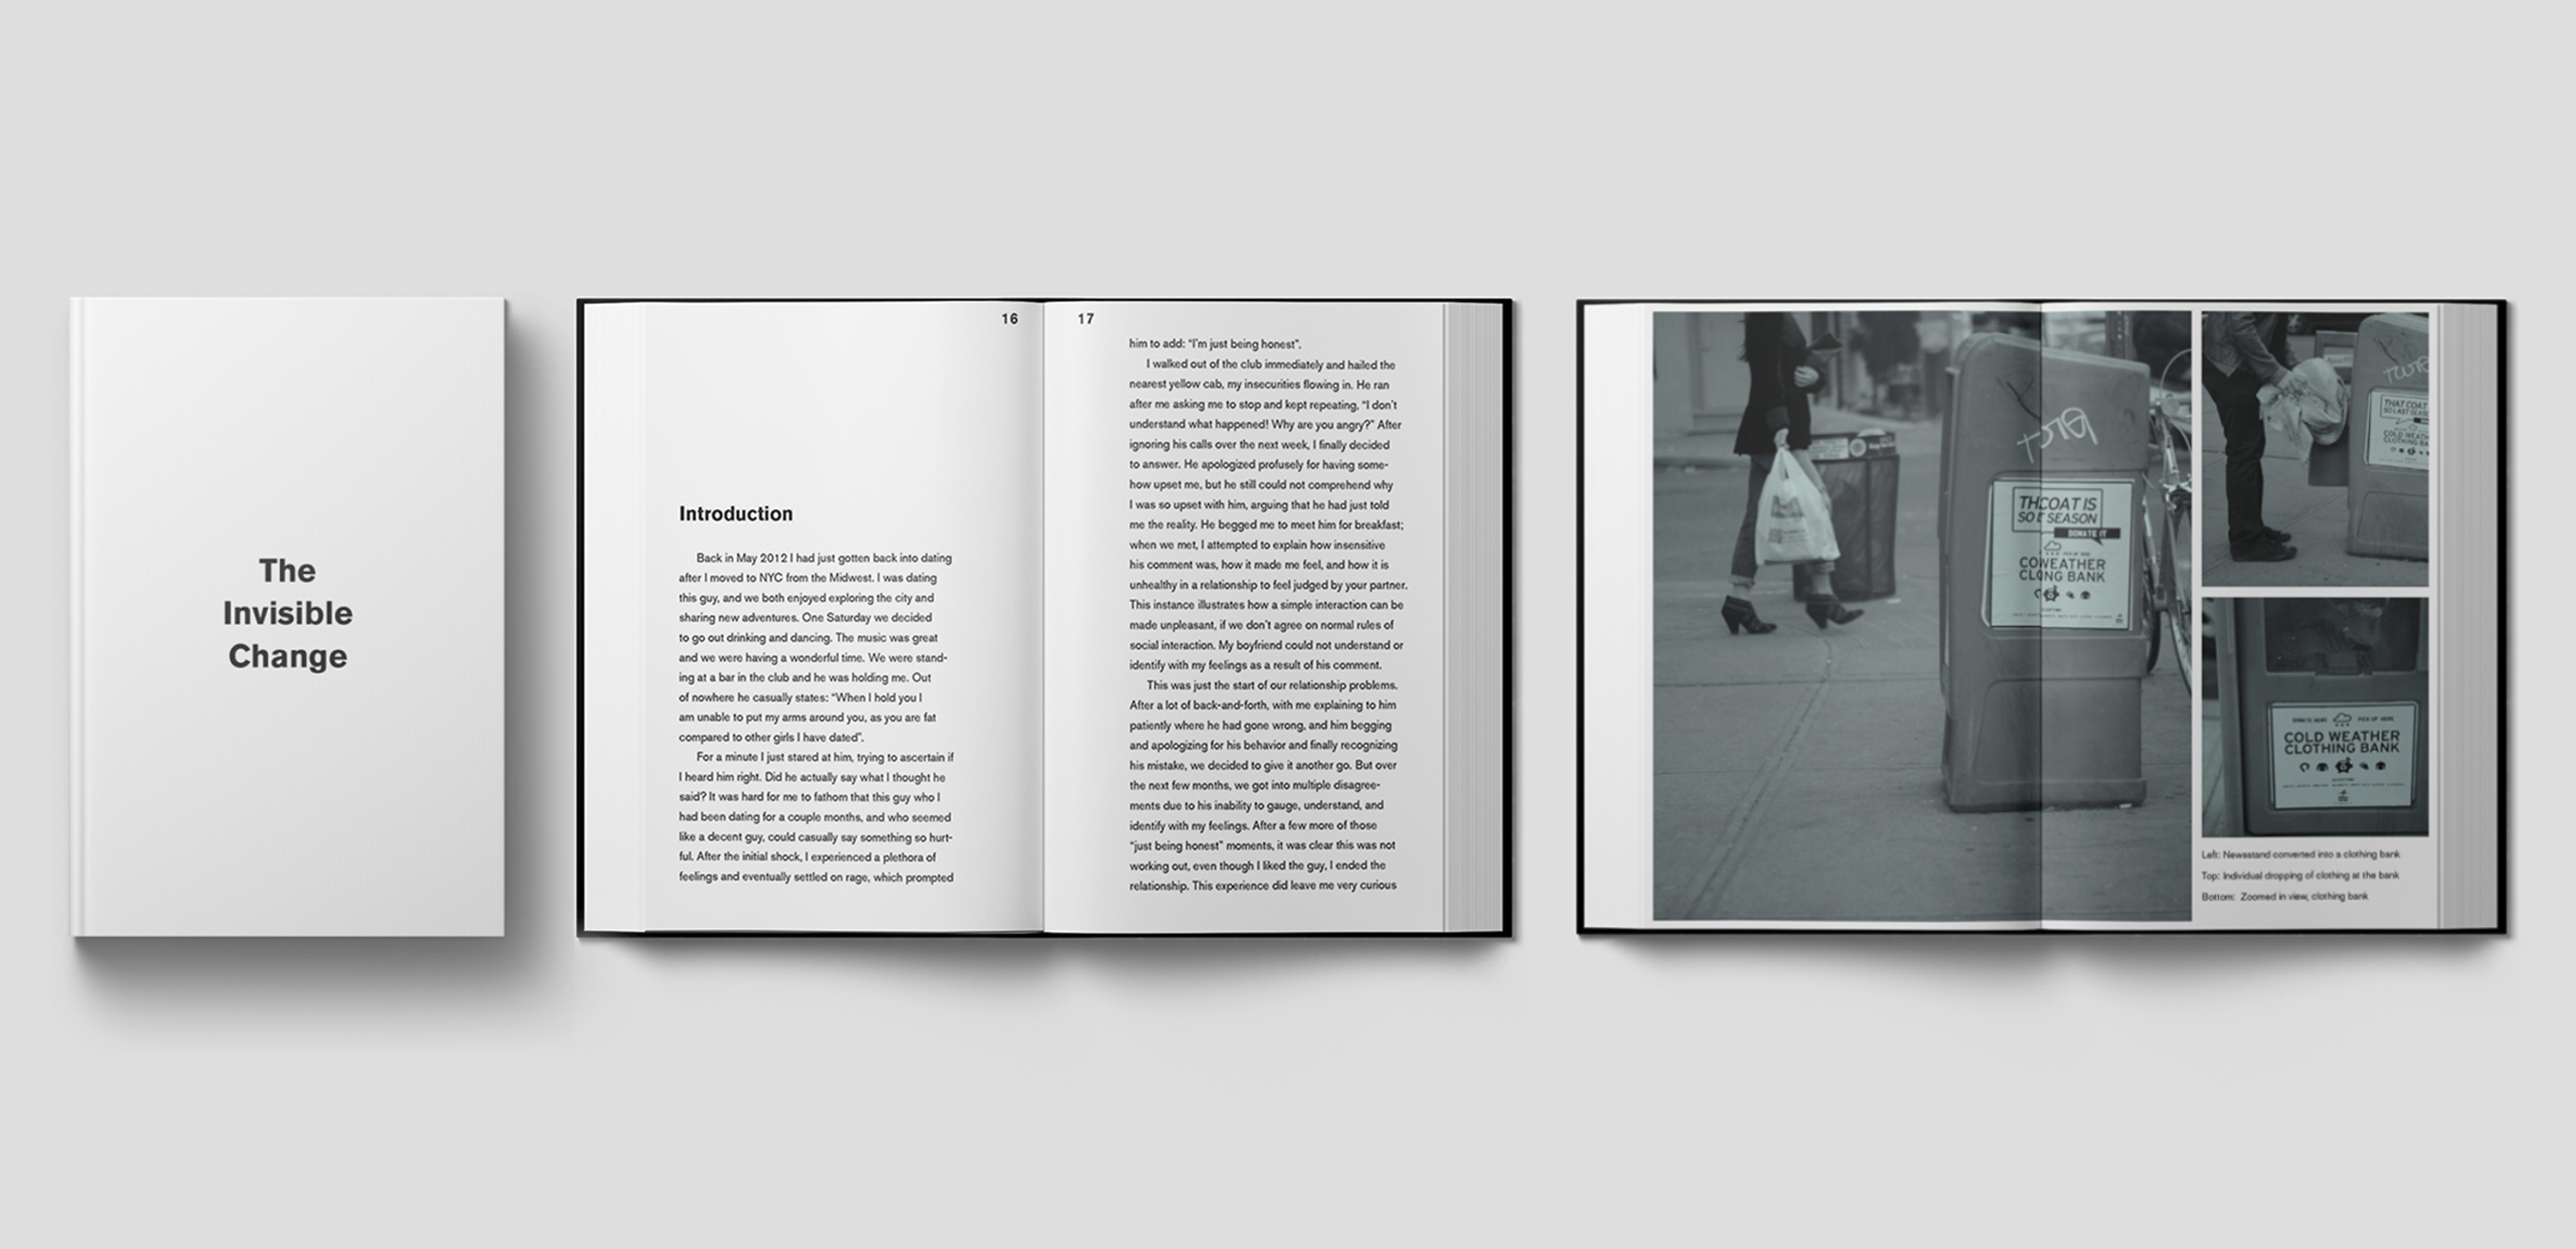 The
Invisible
Change
16
Introduction
Back in May 2012 I had just gotten back into dating
after I moved to NYC from the Midwest. I was dating
this guy, and we both enjoyed exploring the city and
sharing new adventures. One Saturday we decided
to go out drinking and dancing. The music was great
and we were having a wonderful time. We were stand-
ing at a bar in the club and he was holding me. Out
of nowhere he casually states: “When I hold you I
am unable to put my arms around you, as you are fat
compared to other girls I have dated”.
For a minute I just stared at him, trying to ascertain if
I heard him right. Did he actually say what I thought he
said? It was hard for me to fathom that this guy who I
had been dating for a couple months, and who seemed
like a decent guy, could casually say something so hurt-
ful. After the initial shock, I experienced a plethora of
feelings and eventually settled on rage, which prompted
17
him to add: “I’m just being honest”.
I walked out of the club immediately and hailed the
nearest yellow cab, my insecurities flowing in. He ran
after me asking me to stop and kept repeating, “I don’t
understand what happened! Why are you angry?” After
ignoring his calls over the next week, I finally decided
to answer. He apologized profusely for having some-
how upset me, but he still could not comprehend why
I was so upset with him, arguing that he had just told
me the reality. He begged me to meet him for breakfast;
when we met, I attempted to explain how insensitive
his comment was, how it made me feel, and how it is
unhealthy in a relationship to feel judged by your partner.
This instance illustrates how a simple interaction can be
made unpleasant, if we don’t agree on normal rules of
social interaction. My boyfriend could not understand or
identify with my feelings as a result of his comment.
This was just the start of our relationship problems.
After a lot of back-and-forth, with me explaining to him
patiently where he had gone wrong, and him begging
and apologizing for his behavior and finally recognizing
his mistake, we decided to give it another go. But over
the next few months, we got into multiple disagree-
ments due to his inability to gauge, understand, and
identify with my feelings. After a few more of those
“just being honest” moments, it was clear this was not
working out, even though I liked the guy, I ended the
relationship. This experience did leave me very curious
THCOAT IS
SO E SEASON
DONATE IT
PICK UP HERE
COWEATHER
CLONG BANK
THAT COAT
SO LAST SEAS
COLD WEATH
CLOTHING BA
DONATE HERE
PICK UP HERE
COLD WEATHER
CLOTHING BANK
Left: Newsstand converted into a clothing bank
Top: Individual dropping of clothing at the bank
Bottom: Zoomed in view, clothing bank